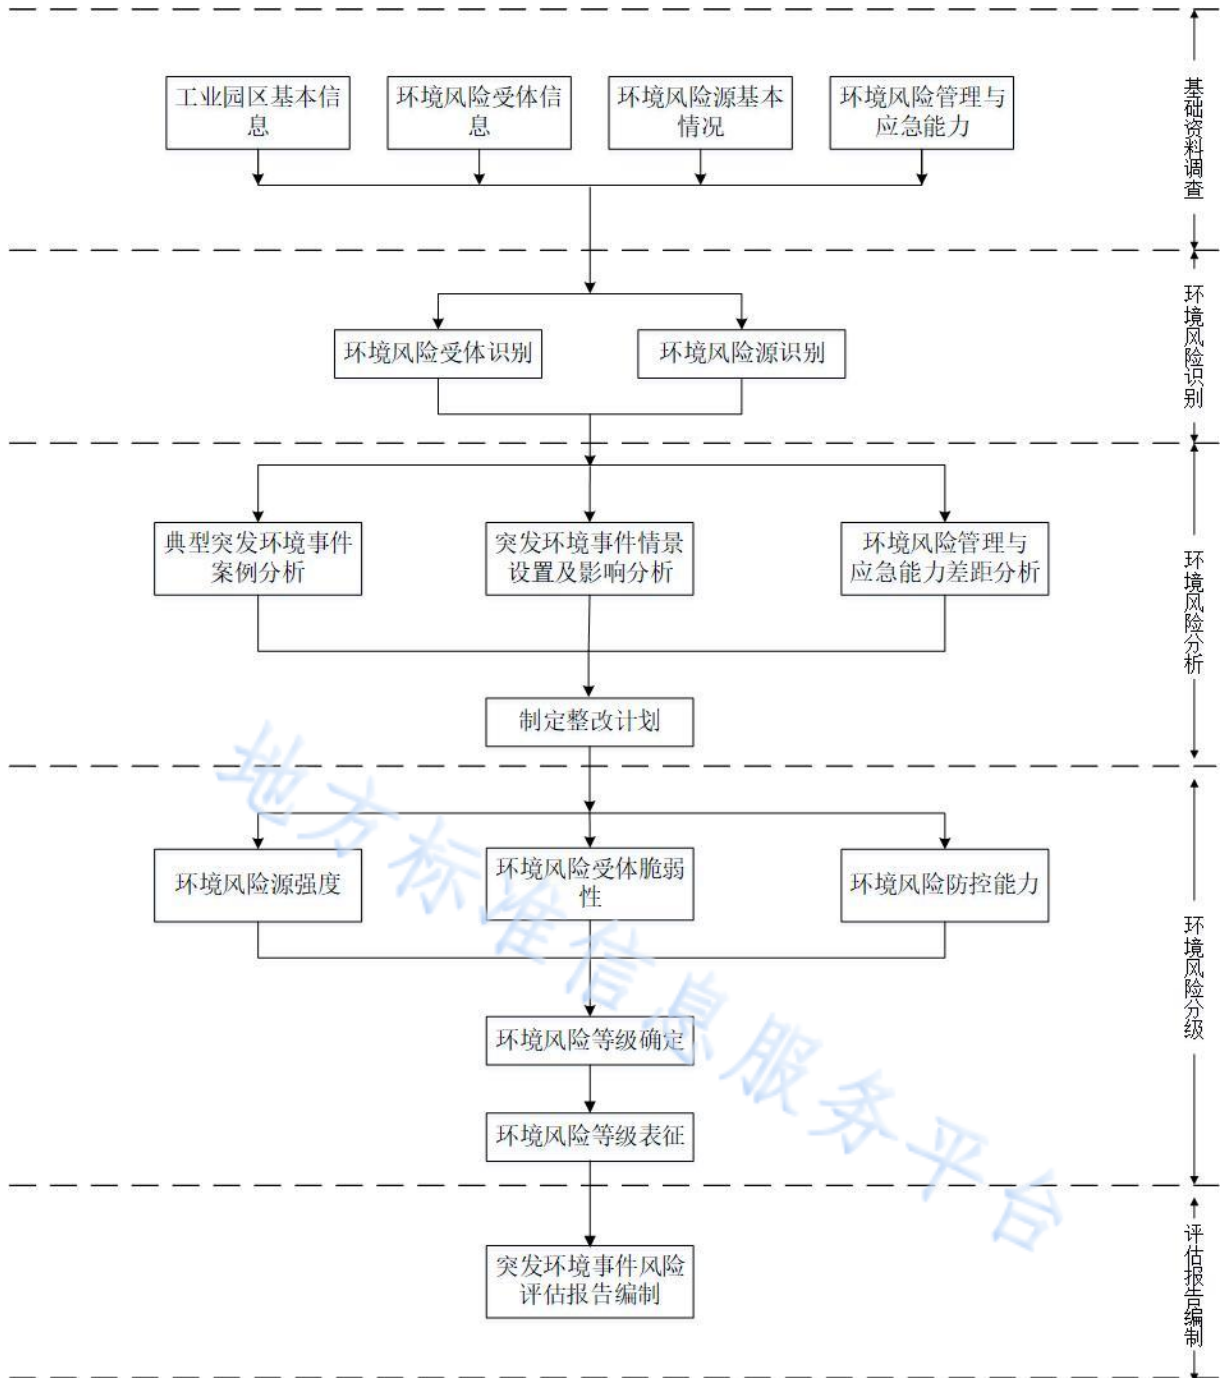 工业园区基本信
息
环境风险受体信
息
环境风险源基本
情况
环境风险管理与
应急能力
基础资料调查
环境风险受体识别
环境风险源识别
环境风险识别
典型突发环境事件
案例分析
突发环境事件情景
设置及影响分析
环境风险管理与
应急能力差距分析
制定整改计划
环境风险分析
环境风险源强度
环境风险受体脆弱
性
环境风险防控能力
环境风险等级确定
环境风险等级表征
环境风险分级
突发环境事件风险
评估报告编制
评估报告编制
地方标准信息服务平台